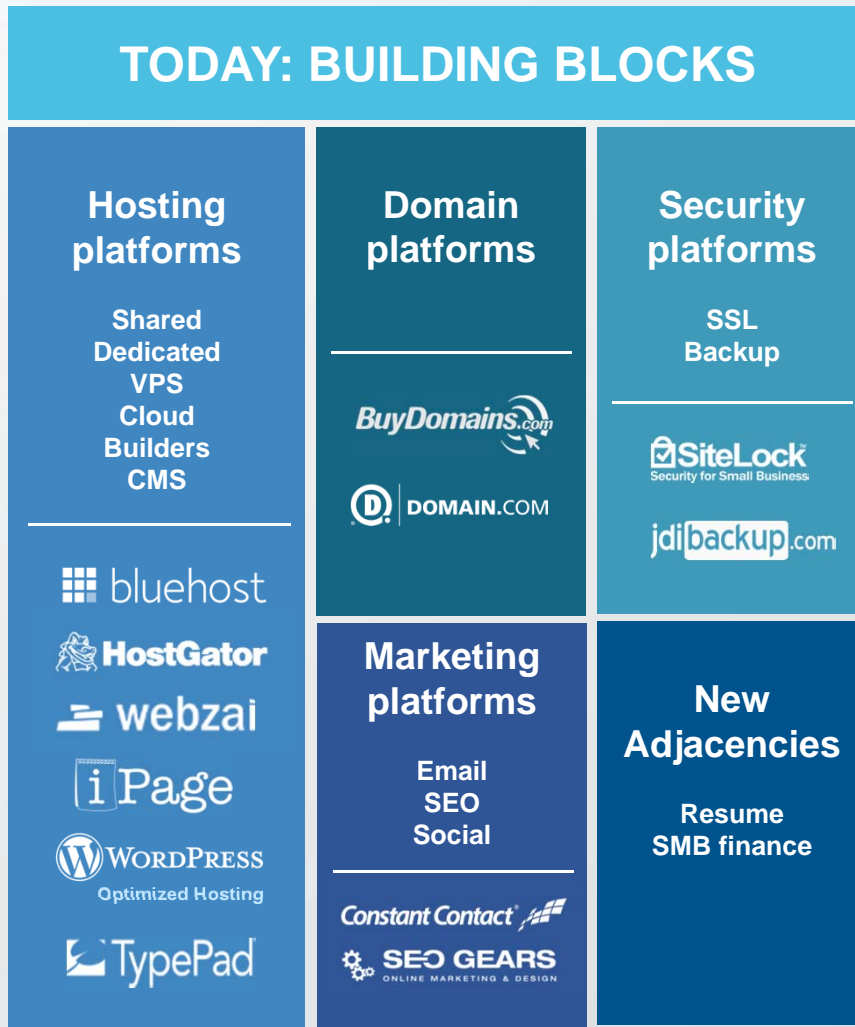 TODAY: BUILDING BLOCKS
Hosting
platforms
Shared
Dedicated
VPS
Cloud
Builders
CMS
bluehost
HostGator
webzai
iPage
WORDPRESS
Optimized Hosting
TypePad
Domain
platforms
BuyDomains.com
D. DOMAIN.COM
Security
platforms
SSL
Backup
SiteLock
Security for Small Business
jdibackup.com
Marketing
platforms
Email
SEO
Social
Constant Contact
SEO GEARS
ONLINE MARKETING & DESIGN
New
Adjacencies
Resume
SMB finance